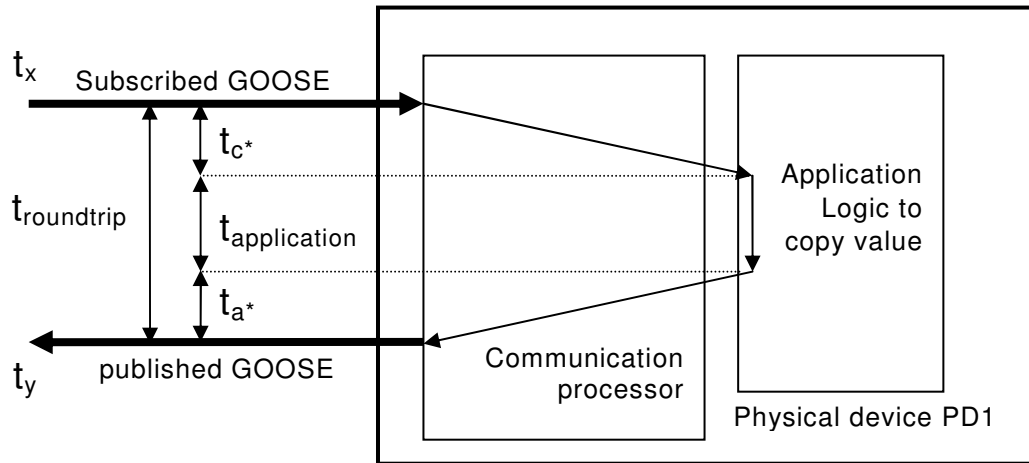 tx
Subscribed GOOSE
tc*
troundtrip
tapplication
ta*
ty
published GOOSE
Application
Logic to
copy value
Communication
processor
Physical device PD1